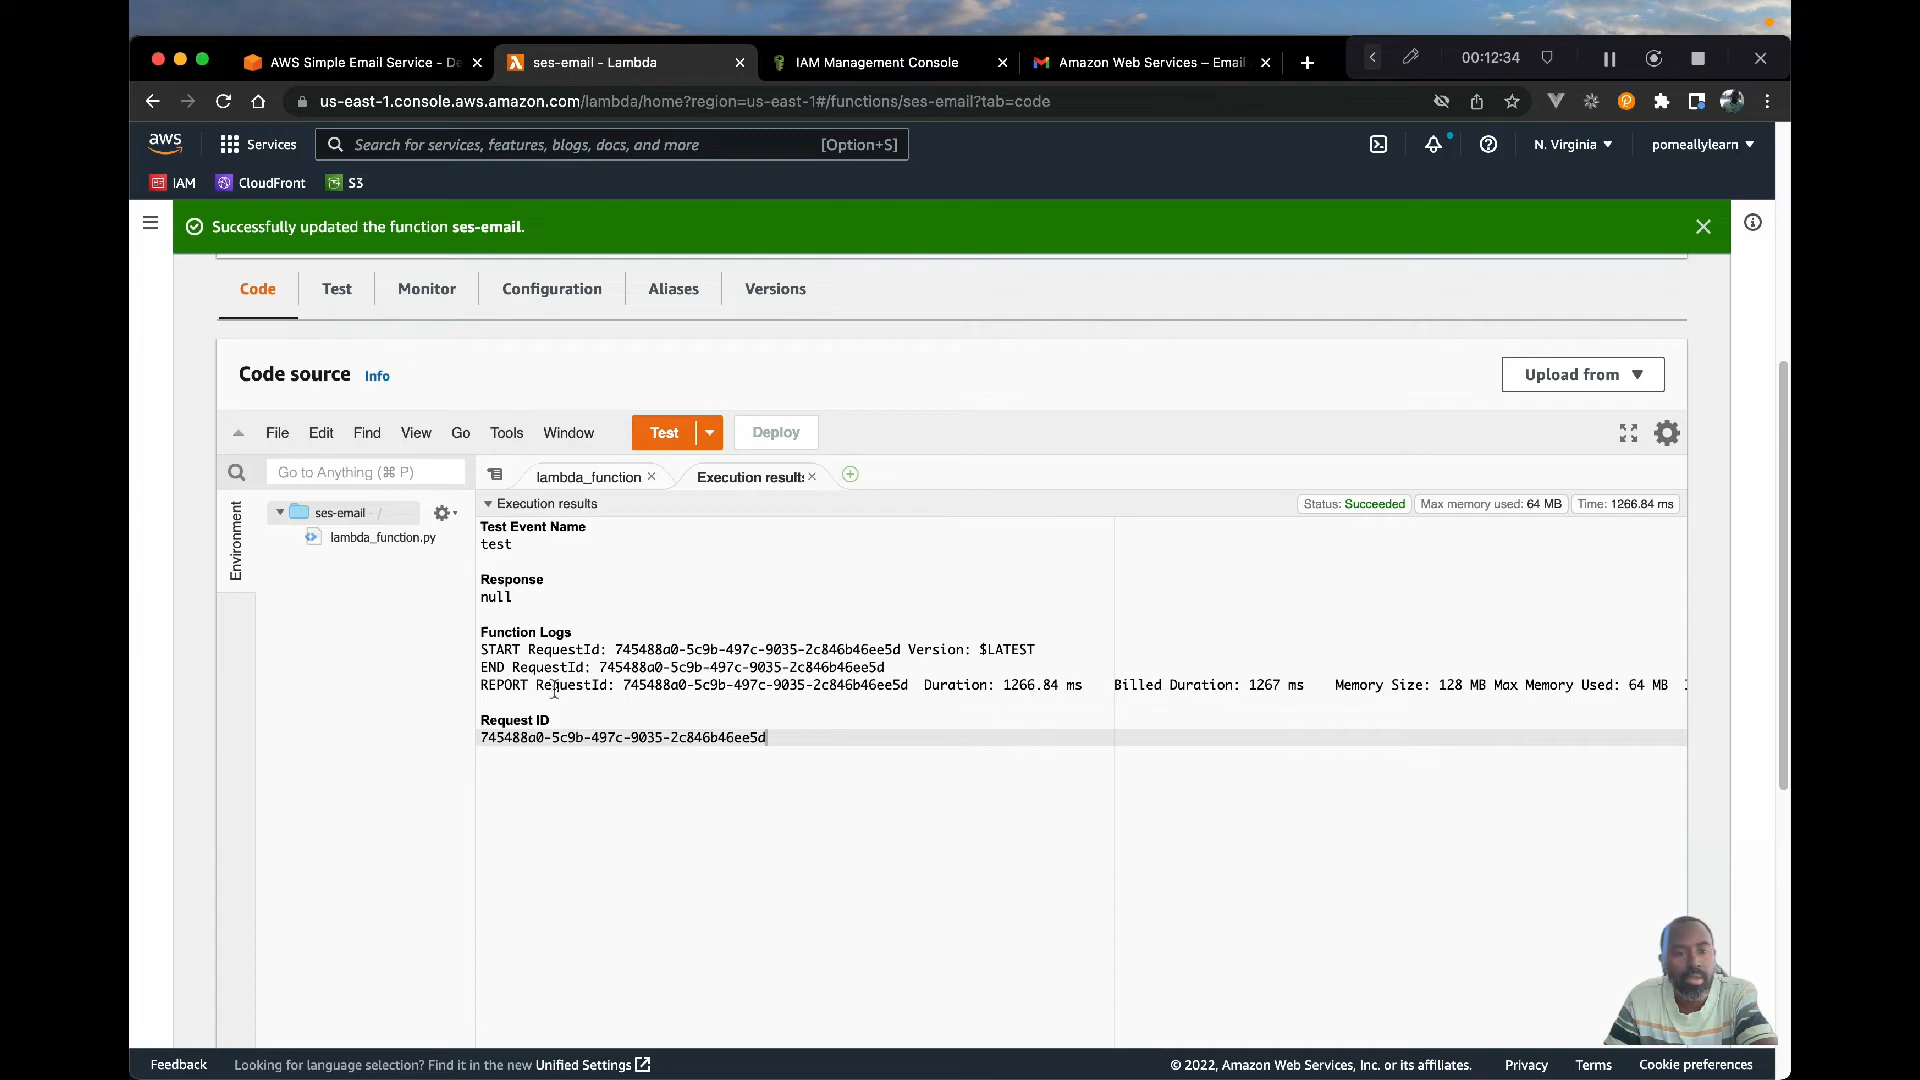 AWS Simple Email Service - De
ses-email - Lambda
IAM Management Console
Amazon Web Services – Email
00:12:34
us-east-1.console.aws.amazon.com/lambda/home?region=us-east-1#/functions/ses-email?tab=code
aws
Services
Search for services, features, blogs, docs, and more
[Option+S]
N. Virginia
pomeallylearn
IAM
CloudFront
S3
Successfully updated the function ses-email.
Code
Test
Monitor
Configuration
Aliases
Versions
Code source
Info
Upload from
File
Edit
Find
View
Go
Tools
Window
Test
Deploy
Go to Anything (⌘ P)
lambda_function
Execution results
Environment
ses-email - /
lambda_function.py
Execution results
Status: Succeeded
Max memory used: 64 MB
Time: 1266.84 ms
Test Event Name
test
Response
null
Function Logs
START RequestId: 745488a0-5c9b-497c-9035-2c846b46ee5d Version: $LATEST
END RequestId: 745488a0-5c9b-497c-9035-2c846b46ee5d
REPORT RequestId: 745488a0-5c9b-497c-9035-2c846b46ee5d Duration: 1266.84 ms Billed Duration: 1267 ms Memory Size: 128 MB Max Memory Used: 64 MB
Request ID
745488a0-5c9b-497c-9035-2c846b46ee5d
Feedback
Looking for language selection? Find it in the new Unified Settings
© 2022, Amazon Web Services, Inc. or its affiliates.
Privacy
Terms
Cookie preferences